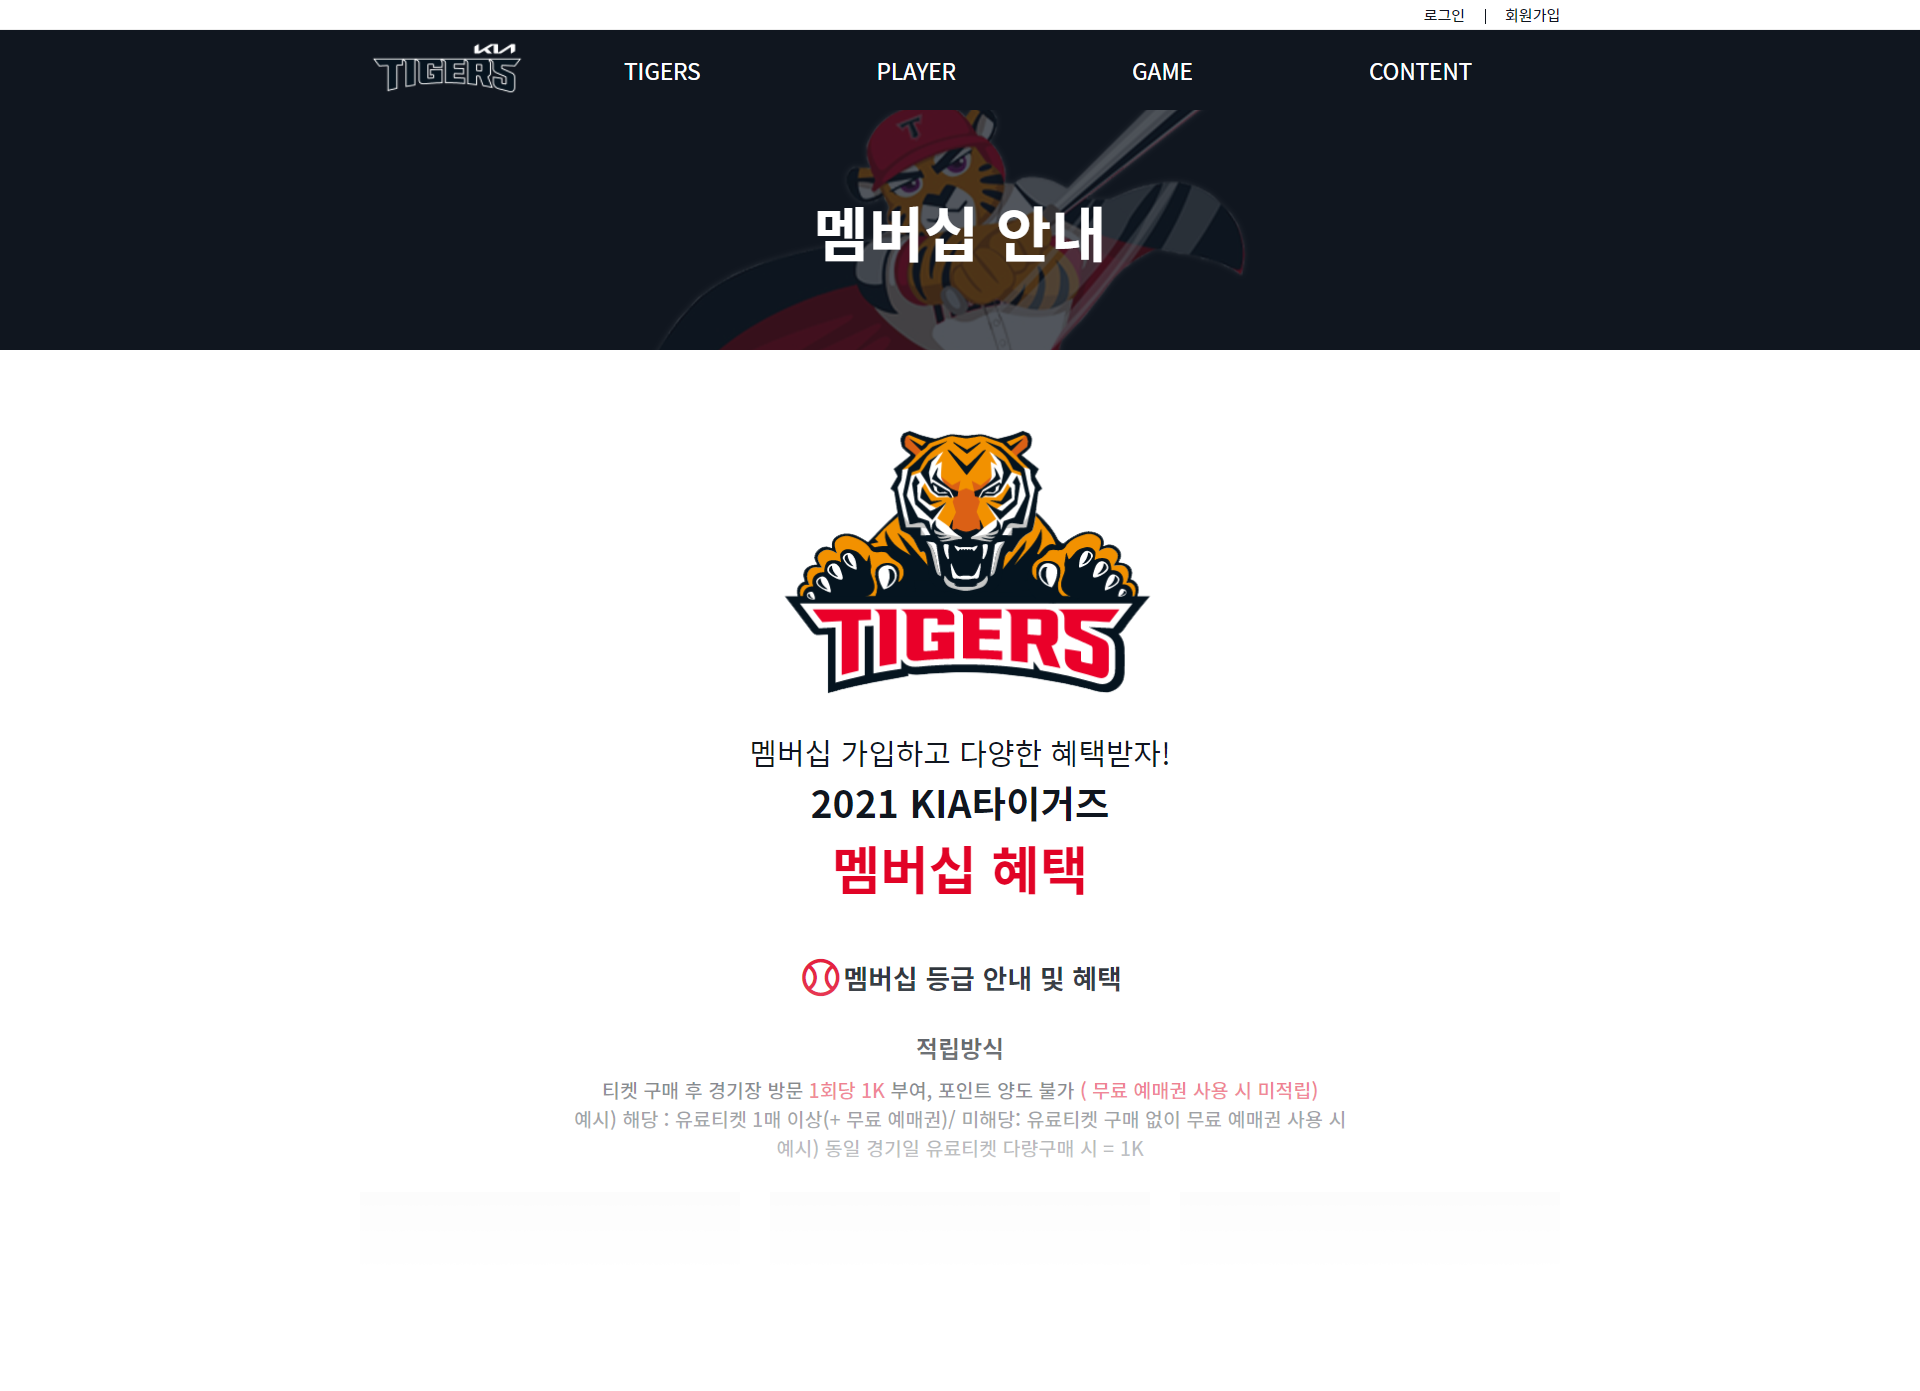 로그인 | 회원가입
KIA
TIGERS
TIGERS
PLAYER
GAME
CONTENT
T
멤버십 안내
TIGERS
멤버십 가입하고 다양한 혜택받자!
2021 KIA타이거즈
멤버십 혜택
멤버십 등급 안내 및 혜택
적립방식
티켓 구매 후 경기장 방문 1회당 1K 부여, 포인트 양도 불가 ( 무료 예매권 사용 시 미적립)
예시) 해당 : 유료티켓 1매 이상(+ 무료 예매권)/ 미해당: 유료티켓 구매 없이 무료 예매권 사용 시
예시) 동일 경기일 유료티켓 다량구매 시 = 1K